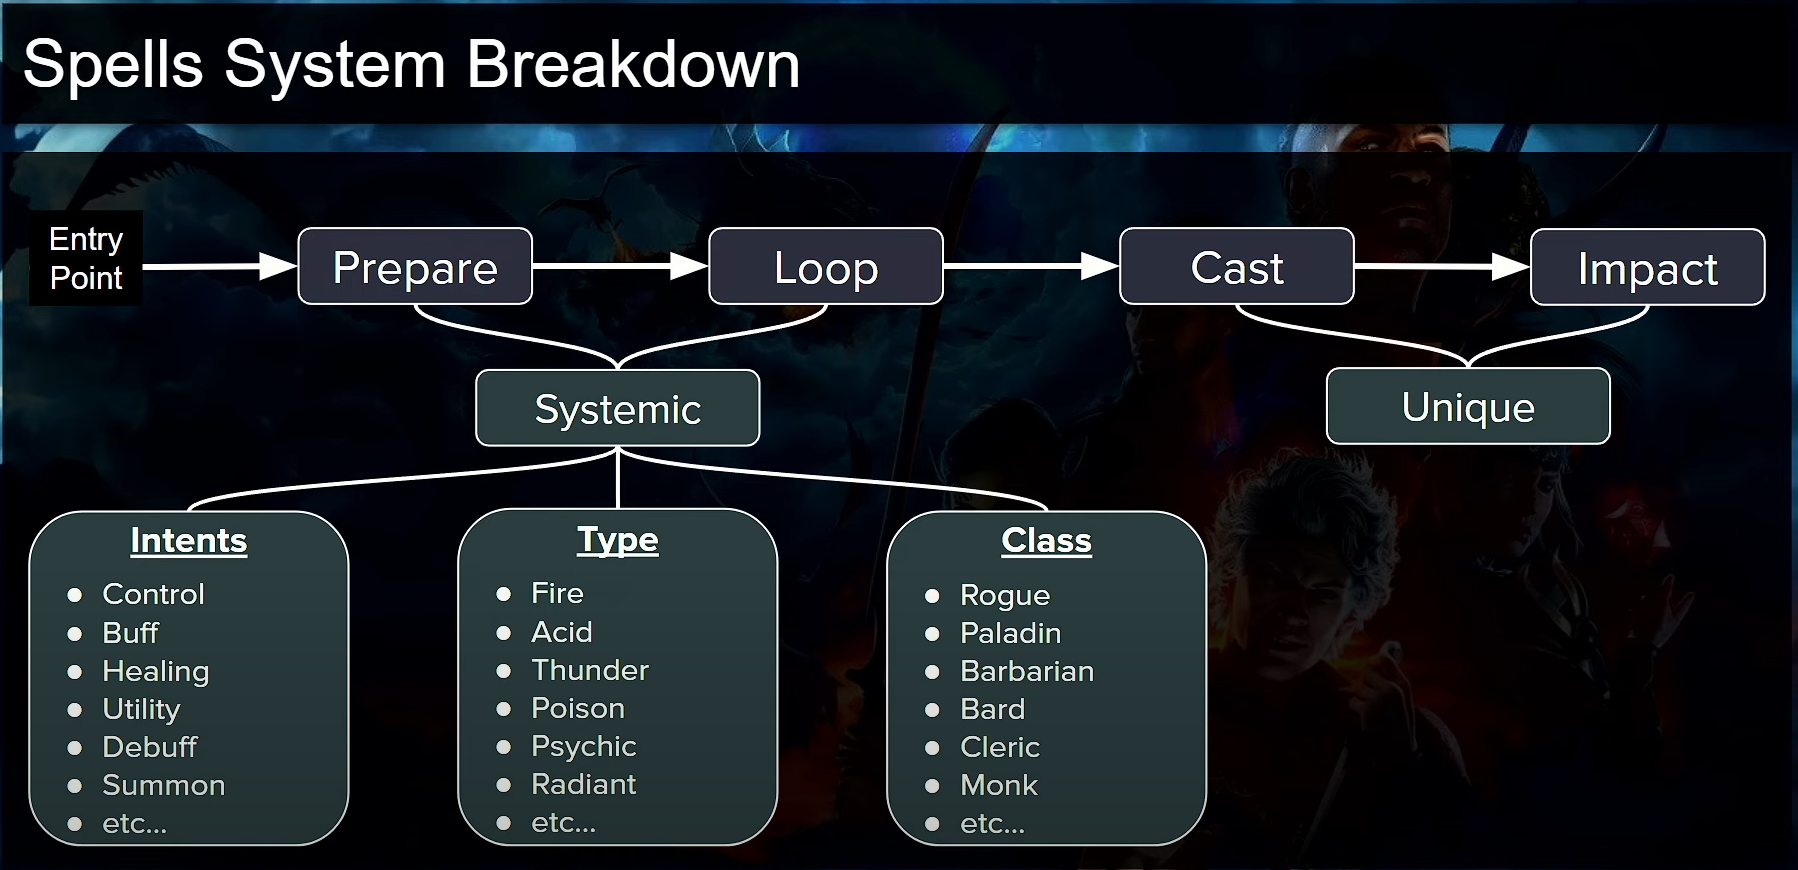 Spells System Breakdown
Entry
Point
Prepare
Loop
Cast
Impact
Systemic
Unique
Intents
● Control
● Buff
● Healing
● Utility
● Debuff
● Summon
● etc...
Type
● Fire
● Acid
● Thunder
● Poison
● Psychic
● Radiant
● etc...
Class
● Rogue
● Paladin
● Barbarian
● Bard
● Cleric
● Monk
● etc...